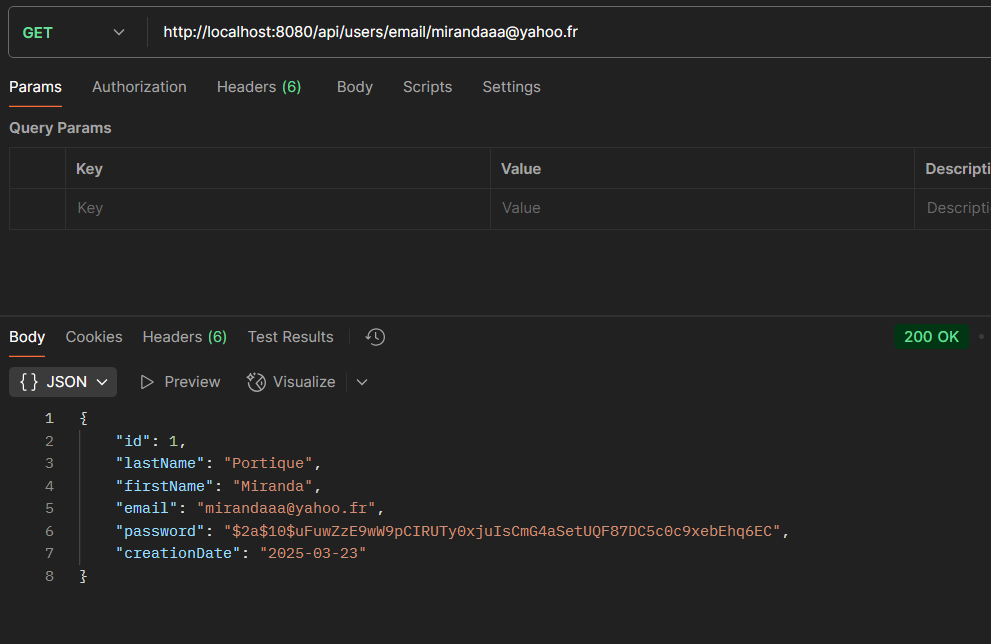 GET http://localhost:8080/api/users/email/mirandaaa@yahoo.fr
Params Authorization Headers (6) Body Scripts Settings
Query Params
Key Value Descripti
Key Value Descripti
Body Cookies Headers (6) Test Results 200 OK
{} JSON Preview Visualize
1 {
2 "id": 1,
3 "lastName": "Portique",
4 "firstName": "Miranda",
5 "email": "mirandaaa@yahoo.fr",
6 "password": "$2a$10$uFuwZzE9wW9pCIRUTy0xjuIsCmG4aSetUQF87DC5c0c9xebEhq6EC",
7 "creationDate": "2025-03-23"
8 }